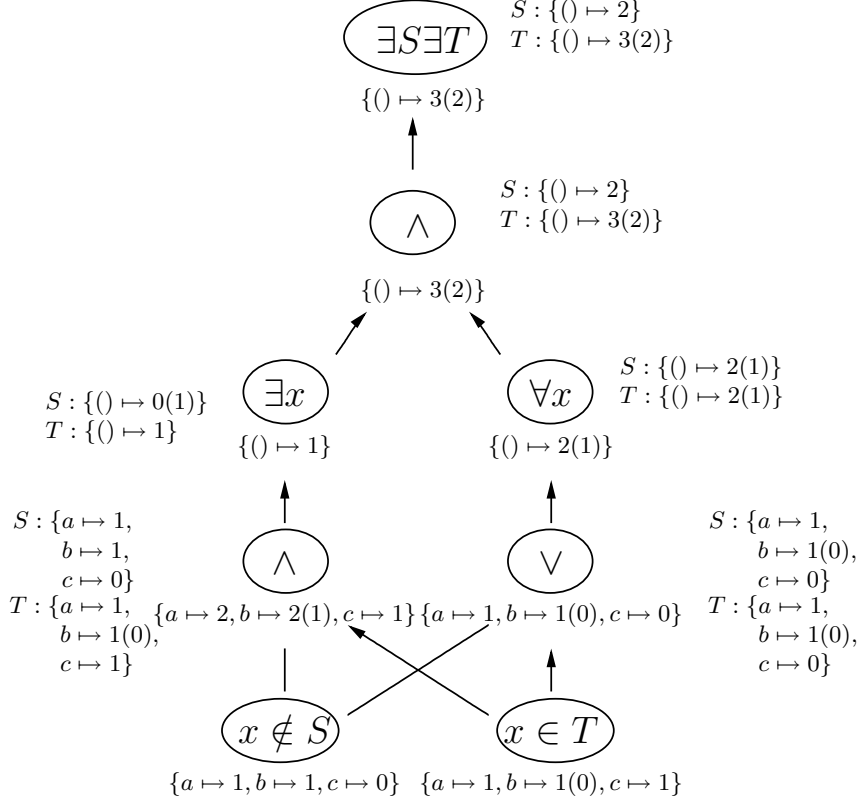 ∃S∃T
S : {() ↦ 2}
T : {() ↦ 3(2)}
{() ↦ 3(2)}
∧
S : {() ↦ 2}
T : {() ↦ 3(2)}
{() ↦ 3(2)}
S : {() ↦ 0(1)}
T : {() ↦ 1}
∃x
{() ↦ 1}
∀x
{() ↦ 2(1)}
S : {() ↦ 2(1)}
T : {() ↦ 2(1)}
S : {a ↦ 1,
b ↦ 1,
c ↦ 0}
T : {a ↦ 1,
b ↦ 1(0),
c ↦ 1}
∧
{a ↦ 2, b ↦ 2(1), c ↦ 1}
∨
{a ↦ 1, b ↦ 1(0), c ↦ 0}
S : {a ↦ 1,
b ↦ 1(0),
c ↦ 0}
T : {a ↦ 1,
b ↦ 1(0),
c ↦ 0}
x ∉ S
{a ↦ 1, b ↦ 1, c ↦ 0}
x ∈ T
{a ↦ 1, b ↦ 1(0), c ↦ 1}